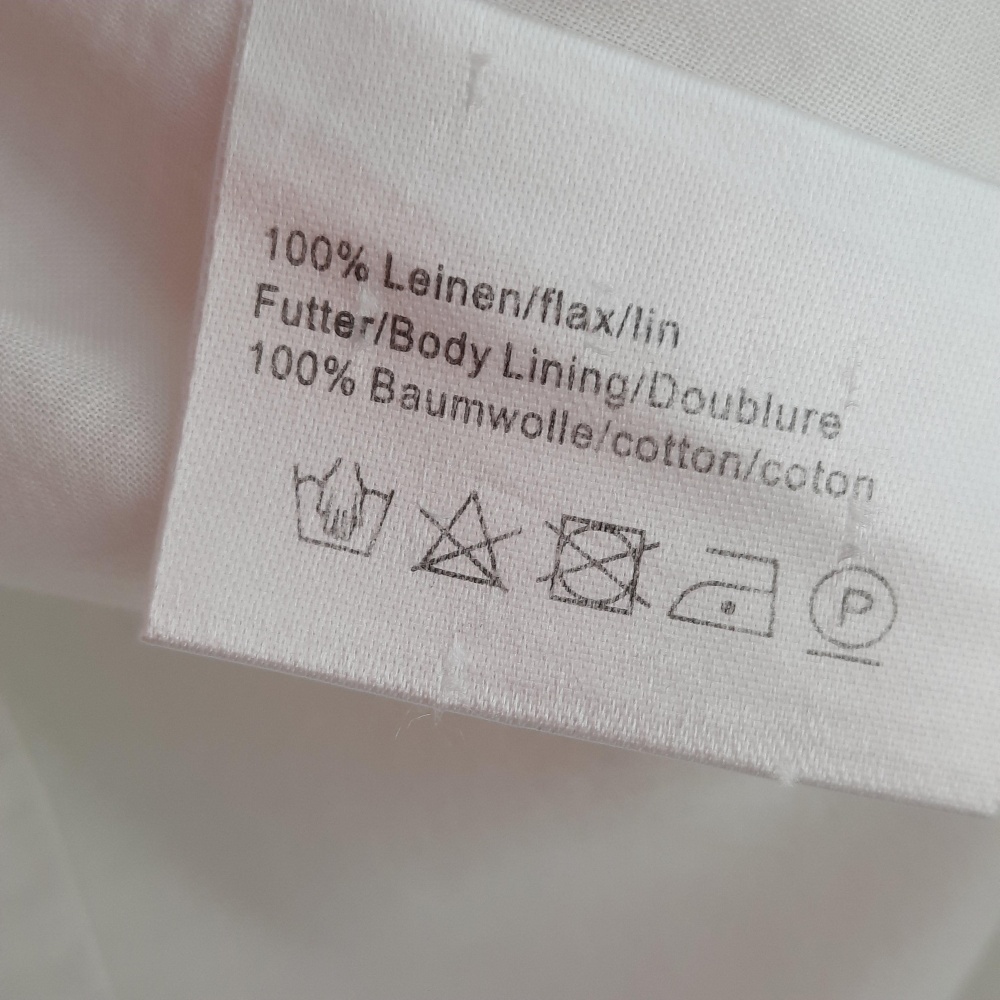 100% Leinen/flax/lin
Futter/Body Lining/Doublure
100% Baumwolle/cotton/coton
P